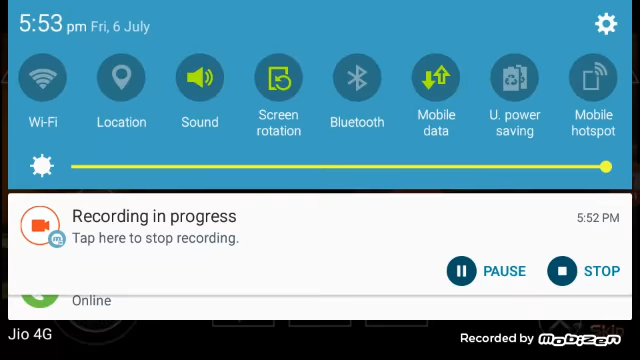 5:53 pm Fri, 6 July
Wi-Fi
Location
Sound
Screen rotation
Bluetooth
Mobile data
U. power saving
Mobile hotspot
Recording in progress
5:52 PM
Tap here to stop recording.
PAUSE
STOP
Online
Jio 4G
Skip
Recorded by MOBIZEN